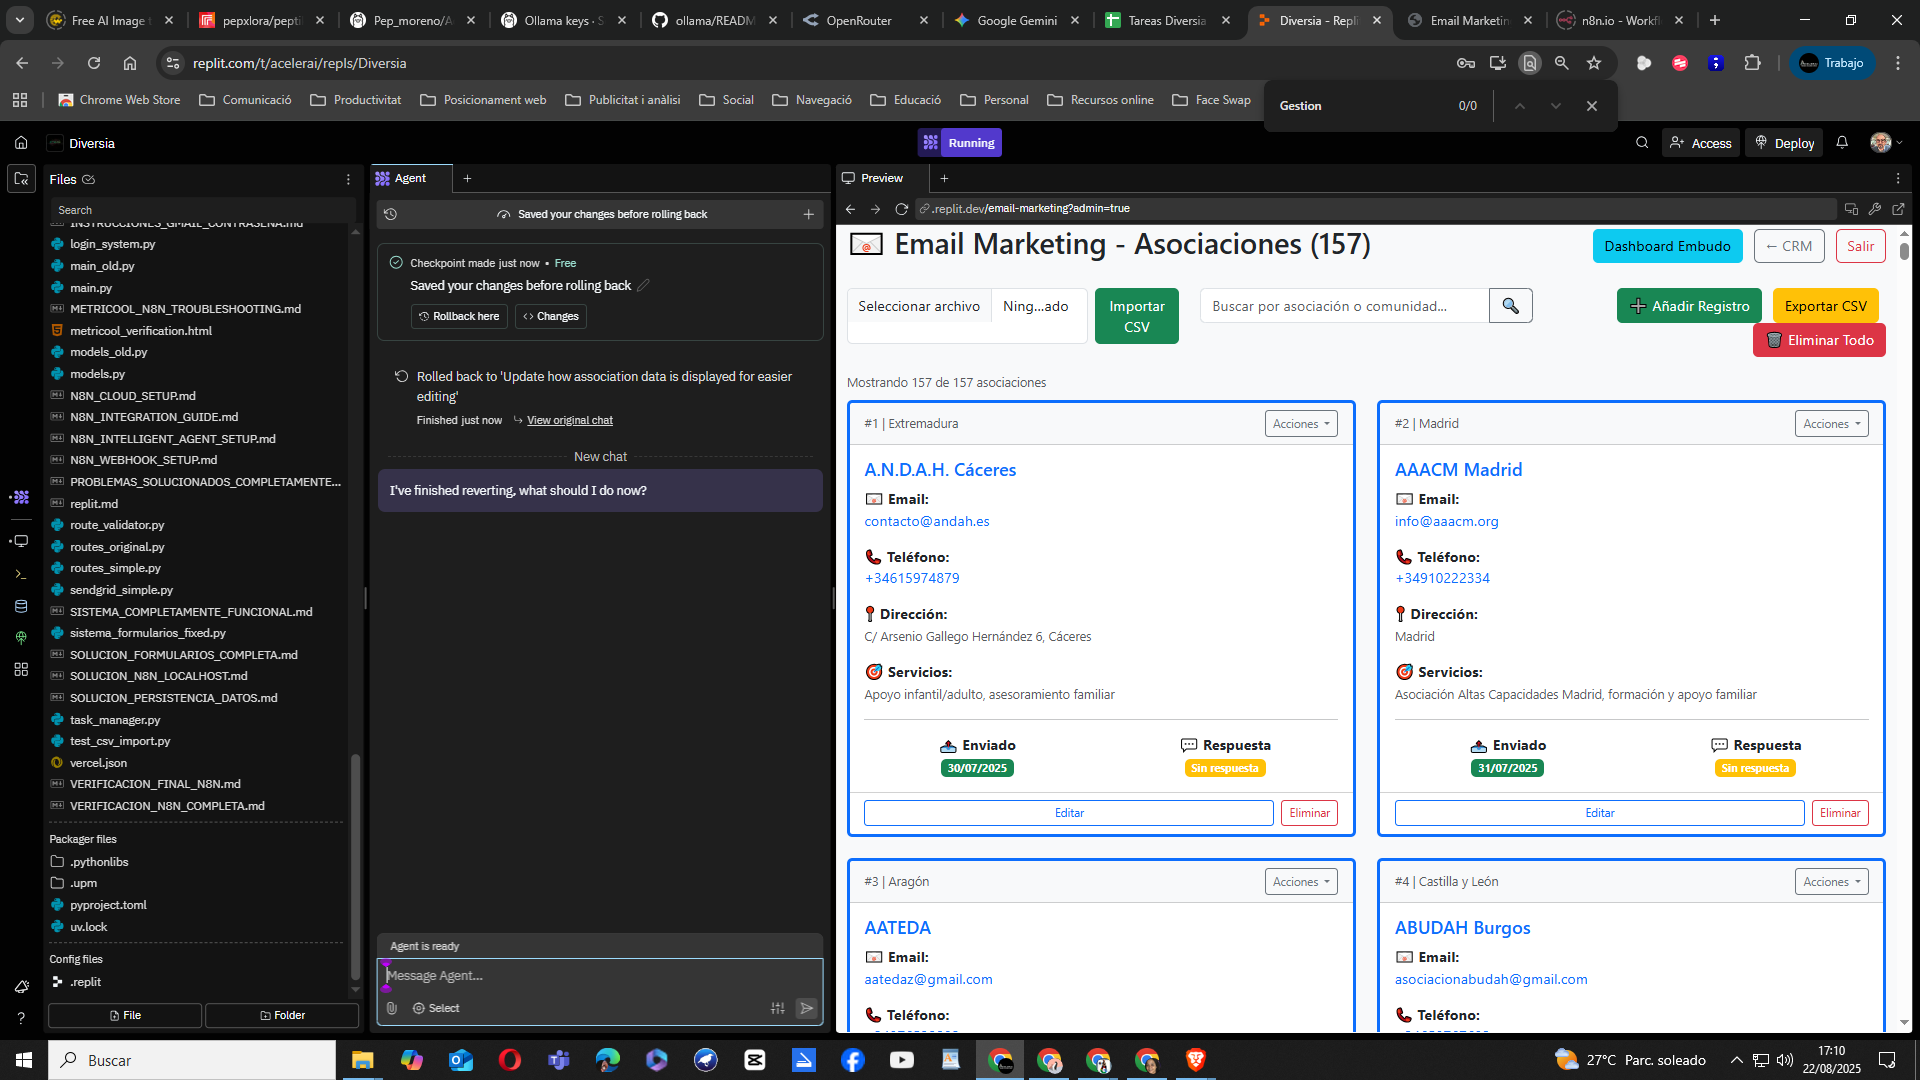 Free AI Image t
pepxlora/pepti
Pep_moreno/A
Ollama keys · S
ollama/READM
OpenRouter
Google Gemini
Tareas Diversia
Diversia - Repli
Email Marketin
n8n.io - Workfl
replit.com/t/acelerai/repls/Diversia
Trabajo
Chrome Web Store
Comunicació
Productivitat
Posicionament web
Publicitat i anàlisi
Social
Navegació
Educació
Personal
Recursos online
Face Swap
Gestion
0/0
Diversia
Running
Access
Deploy
Files
Search
INSTRUCCIONES_GMAIL_CONTRASENA.md
login_system.py
main_old.py
main.py
METRICOOL_N8N_TROUBLESHOOTING.md
metricool_verification.html
models_old.py
models.py
N8N_CLOUD_SETUP.md
N8N_INTEGRATION_GUIDE.md
N8N_INTELLIGENT_AGENT_SETUP.md
N8N_WEBHOOK_SETUP.md
PROBLEMAS_SOLUCIONADOS_COMPLETAMENTE...
replit.md
route_validator.py
routes_original.py
routes_simple.py
sendgrid_simple.py
SISTEMA_COMPLETAMENTE_FUNCIONAL.md
sistema_formularios_fixed.py
SOLUCION_FORMULARIOS_COMPLETA.md
SOLUCION_N8N_LOCALHOST.md
SOLUCION_PERSISTENCIA_DATOS.md
task_manager.py
test_csv_import.py
vercel.json
VERIFICACION_FINAL_N8N.md
VERIFICACION_N8N_COMPLETA.md
Packager files
.pythonlibs
.upm
pyproject.toml
uv.lock
Config files
.replit
File
Folder
Agent
Saved your changes before rolling back
Checkpoint made just now • Free
Saved your changes before rolling back
Rollback here
Changes
Rolled back to 'Update how association data is displayed for easier
editing'
Finished just now
View original chat
New chat
I've finished reverting, what should I do now?
Agent is ready
Message Agent...
Select
Preview
.replit.dev/email-marketing?admin=true
Email Marketing - Asociaciones (157)
Dashboard Embudo
← CRM
Salir
Seleccionar archivo
Ning...ado
Importar
CSV
Buscar por asociación o comunidad...
Añadir Registro
Exportar CSV
Eliminar Todo
Mostrando 157 de 157 asociaciones
#1 | Extremadura
Acciones
A.N.D.A.H. Cáceres
Email:
contacto@andah.es
Teléfono:
+34615974879
Dirección:
C/ Arsenio Gallego Hernández 6, Cáceres
Servicios:
Apoyo infantil/adulto, asesoramiento familiar
Enviado
30/07/2025
Respuesta
Sin respuesta
Editar
Eliminar
#2 | Madrid
Acciones
AAACM Madrid
Email:
info@aaacm.org
Teléfono:
+34910222334
Dirección:
Madrid
Servicios:
Asociación Altas Capacidades Madrid, formación y apoyo familiar
Enviado
31/07/2025
Respuesta
Sin respuesta
Editar
Eliminar
#3 | Aragón
Acciones
AATEDA
Email:
aatedaz@gmail.com
Teléfono:
#4 | Castilla y León
Acciones
ABUDAH Burgos
Email:
asociacionabudah@gmail.com
Teléfono:
Buscar
27°C Parc. soleado
17:10
22/08/2025